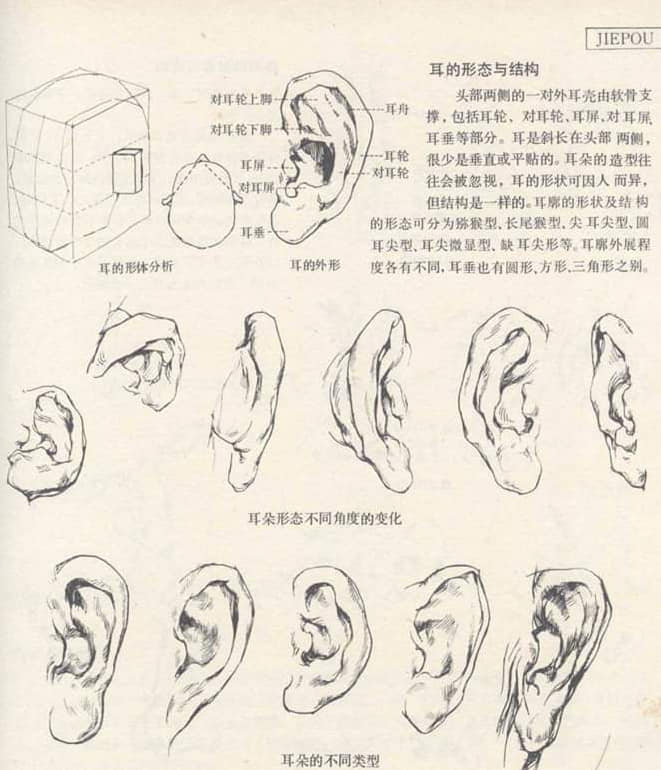 JIEPOU
耳的形态与结构
头部两侧的一对外耳壳由软骨支
撑，包括耳轮、对耳轮、耳屏、对耳屏、
耳垂等部分。耳是斜长在头部两侧，
很少是垂直或平贴的。耳朵的造型往
往会被忽视，耳的形状可因人而异，
但结构是一样的。耳廓的形状及结构
的形态可分为猕猴型、长尾猴型、尖耳尖型、圆
耳尖型、耳尖微显型、缺耳尖形等。耳廓外展程
度各有不同，耳垂也有圆形、方形、三角形之别。
对耳轮上脚
耳舟
对耳轮下脚
耳轮
耳屏
对耳轮
对耳屏
耳垂
耳的形体分析
耳的外形
耳朵形态不同角度的变化
耳朵的不同类型